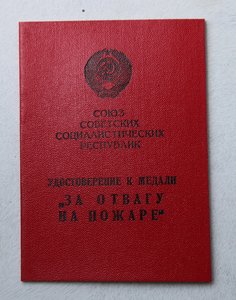 СОЮЗ
СОВЕТСКИХ
СОЦИАЛИСТИЧЕСКИХ
РЕСПУБЛИК
УДОСТОВЕРЕНИЕ К МЕДАЛИ
„ЗА ОТВАГУ
НА ПОЖАРЕ“